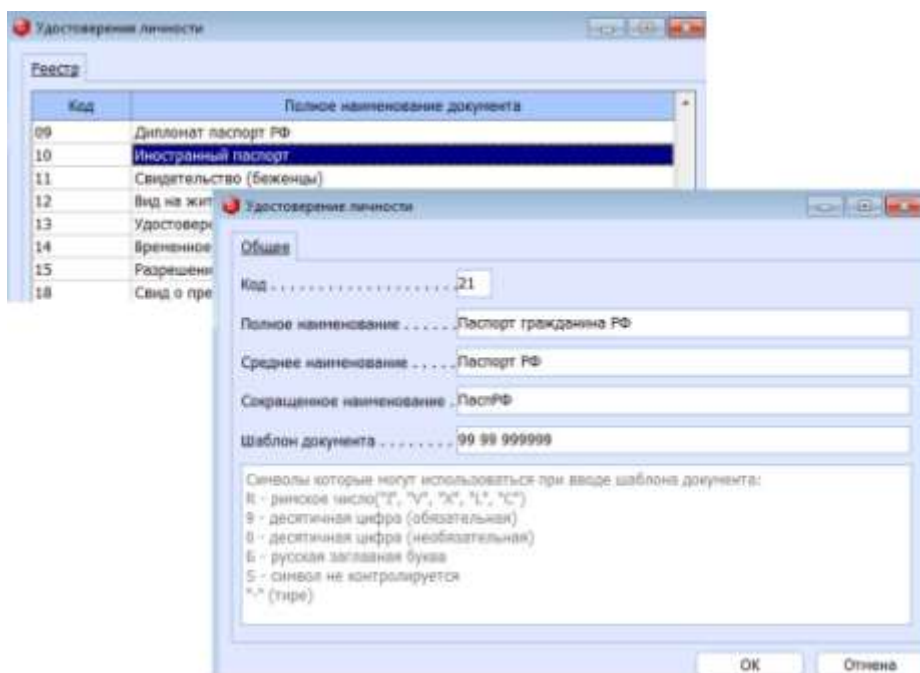 Удостоверения личности
Реестр
Код Полное наименование документа
09 Дипломат паспорт РФ
10 Иностранный паспорт
11 Свидетельство (беженцы)
12 Вид на жит
13 Удостовере
14 Временное
15 Разрешени
18 Свид о пре
Удостоверение личности
Общее
Код . . . . . . . . . . . . . . . . . . . . 21
Полное наименование . . . . . . Паспорт гражданина РФ
Среднее наименование . . . . . Паспорт РФ
Сокращенное наименование . ПаспРФ
Шаблон документа . . . . . . . . 99 99 999999
Символы которые могут использоваться при вводе шаблона документа:
R - римское число("I", "V", "X", "L", "C")
9 - десятичная цифра (обязательная)
0 - десятичная цифра (необязательная)
Б - русская заглавная буква
S - символ не контролируется
"-" (тире)
ОК Отмена